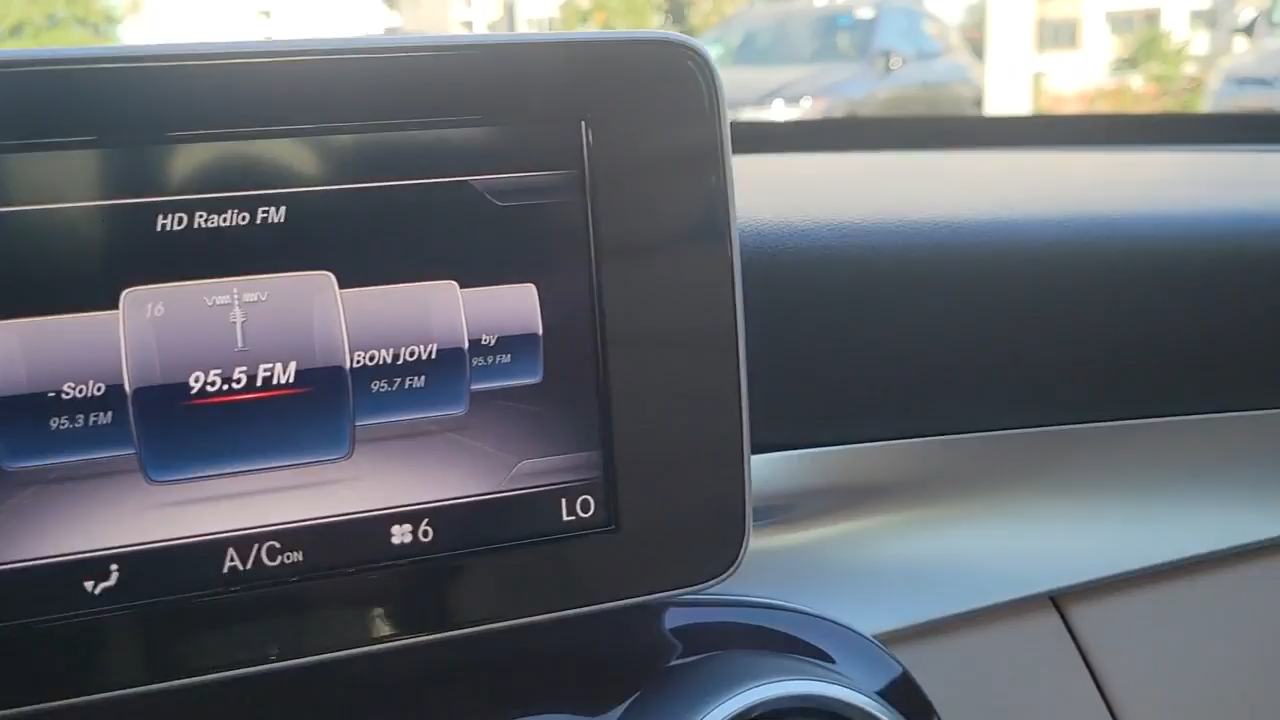 HD Radio FM
16
95.5 FM
- Solo
95.3 FM
BON JOVI
95.7 FM
by
95.9 FM
A/C ON
6
LO